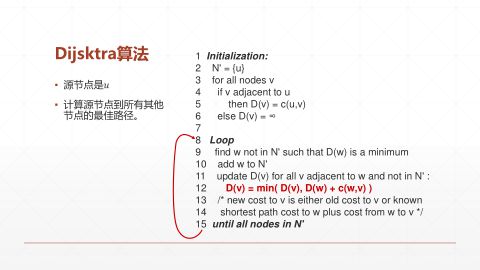 Dijsktra算法
• 源节点是u
• 计算源节点到所有其他
节点的最佳路径。
1 Initialization:
2 N' = {u}
3 for all nodes v
4 if v adjacent to u
5 then D(v) = c(u,v)
6 else D(v) = ∞
7
8 Loop
9 find w not in N' such that D(w) is a minimum
10 add w to N'
11 update D(v) for all v adjacent to w and not in N' :
12 D(v) = min( D(v), D(w) + c(w,v) )
13 /* new cost to v is either old cost to v or known
14 shortest path cost to w plus cost from w to v */
15 until all nodes in N'